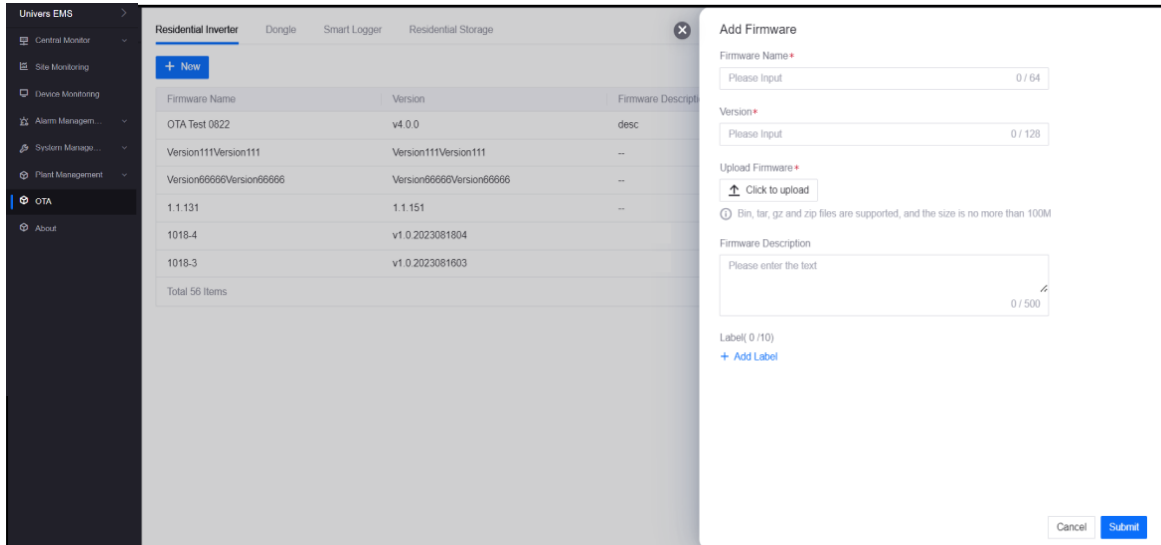 Univers EMS
Central Monitor
Site Monitoring
Device Monitoring
Alarm Managem...
System Manage...
Plant Management
OTA
About
Residential Inverter Dongle Smart Logger Residential Storage
+ New
Firmware Name Version Firmware Descripti
OTA Test 0822 v4.0.0 desc
Version111Version111 Version111Version111 --
Version66666Version66666 Version66666Version66666 --
1.1.131 1.1.151 --
1018-4 v1.0.2023081804
1018-3 v1.0.2023081603
Total 56 Items
Add Firmware
Firmware Name*
Please Input 0 / 64
Version*
Please Input 0 / 128
Upload Firmware*
Click to upload
Bin, tar, gz and zip files are supported, and the size is no more than 100M
Firmware Description
Please enter the text
0 / 500
Label( 0 /10)
+ Add Label
Cancel Submit